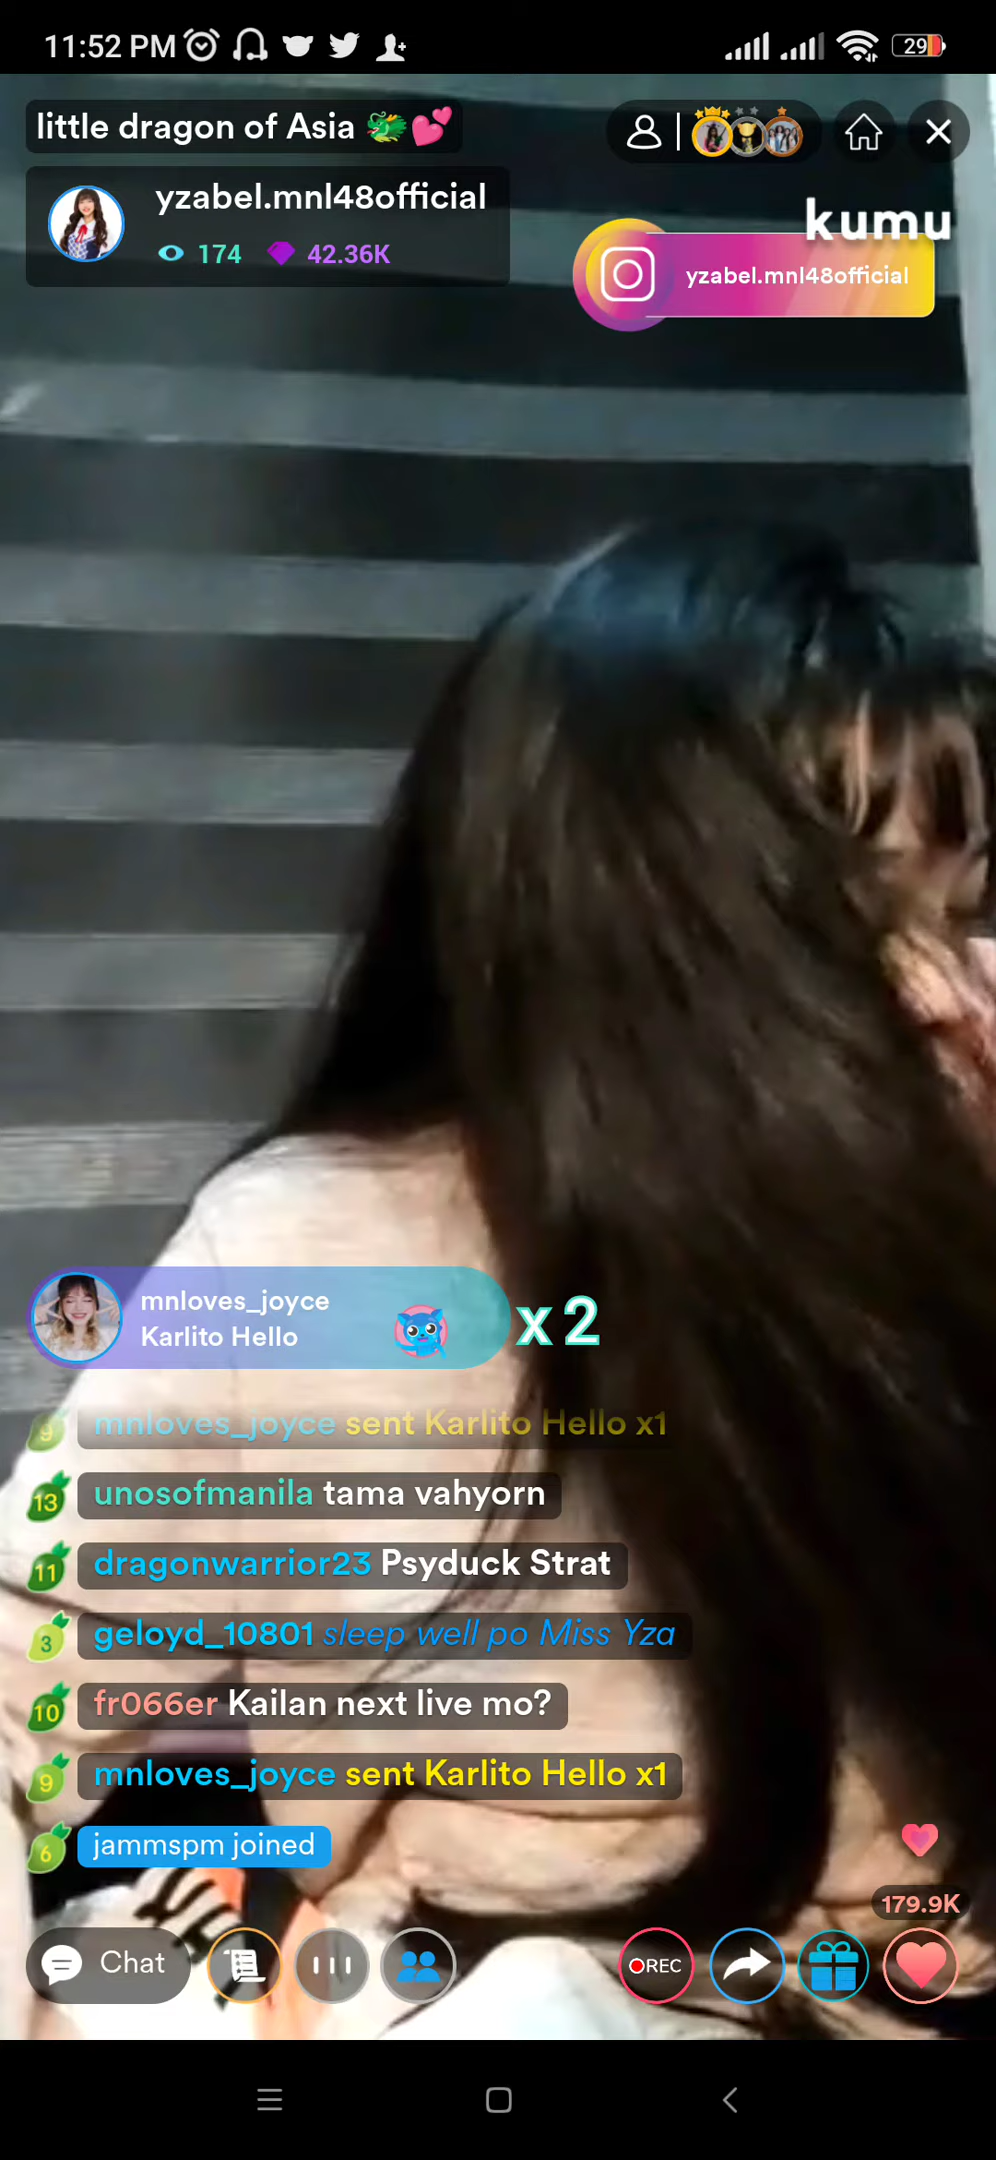 11:52 PM
29
little dragon of Asia 🐲💕
yzabel.mnl48official
174 42.36K
kumu
yzabel.mnl48official
mnloves_joyce
Karlito Hello
x 2
9 mnloves_joyce sent Karlito Hello x1
13 unosofmanila tama vahyorn
11 dragonwarrior23 Psyduck Strat
3 geloyd_10801 sleep well po Miss Yza
10 fr066er Kailan next live mo?
9 mnloves_joyce sent Karlito Hello x1
6 jammspm joined
179.9K
Chat
REC